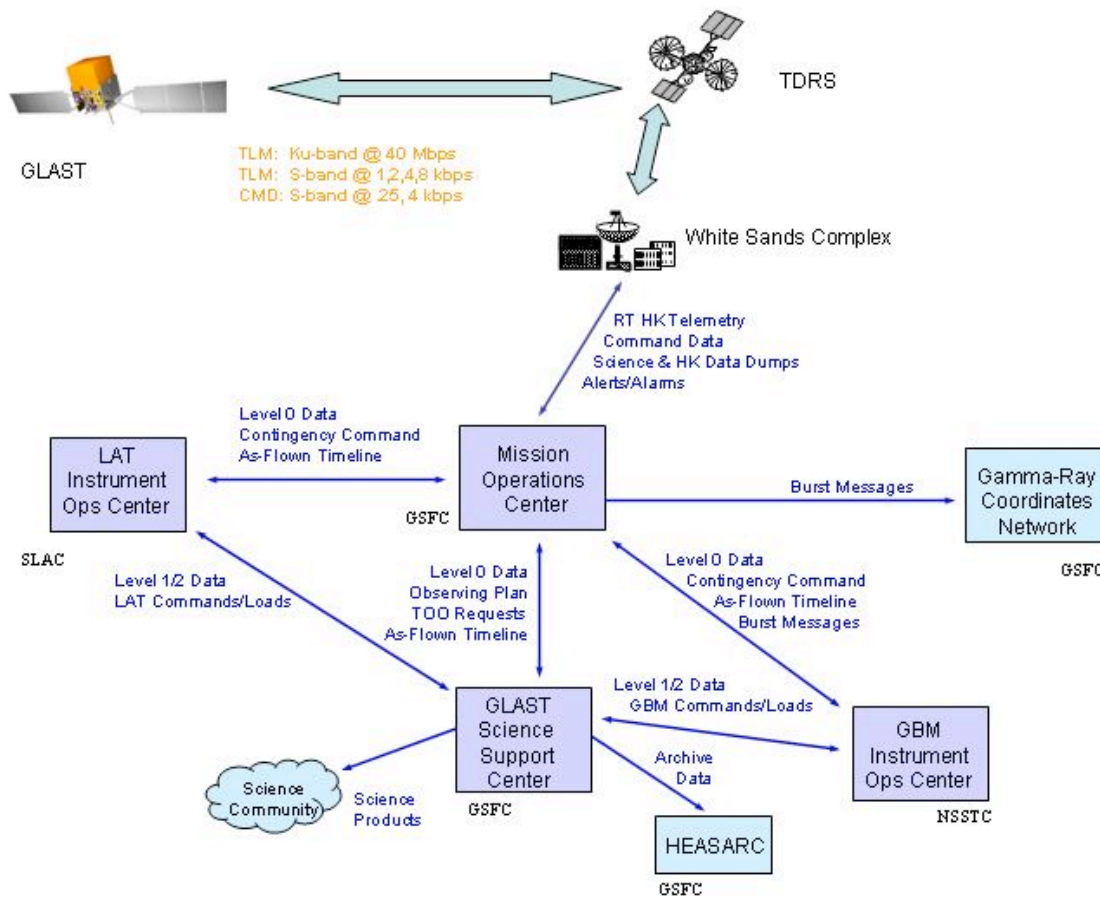 TDRS
GLAST
TLM: Ku-band @ 40 Mbps
TLM: S-band @ 1,2,4,8 kbps
CMD: S-band @ .25, 4 kbps
White Sands Complex
RT HK Telemetry
Command Data
Science & HK Data Dumps
Alerts/Alarms
Level 0 Data
Contingency Command
As-Flown Timeline
LAT
Instrument
Ops Center
SLAC
Mission
Operations
Center
GSFC
Burst Messages
Gamma-Ray
Coordinates
Network
GSFC
Level 1/2 Data
LAT Commands/Loads
Level 0 Data
Observing Plan
TOO Requests
As-Flown Timeline
Level 0 Data
Contingency Command
As-Flown Timeline
Burst Messages
GLAST
Science
Support
Center
GSFC
Level 1/2 Data
GBM Commands/Loads
GBM
Instrument
Ops Center
NSSTC
Science
Community
Science
Products
Archive
Data
HEASARC
GSFC